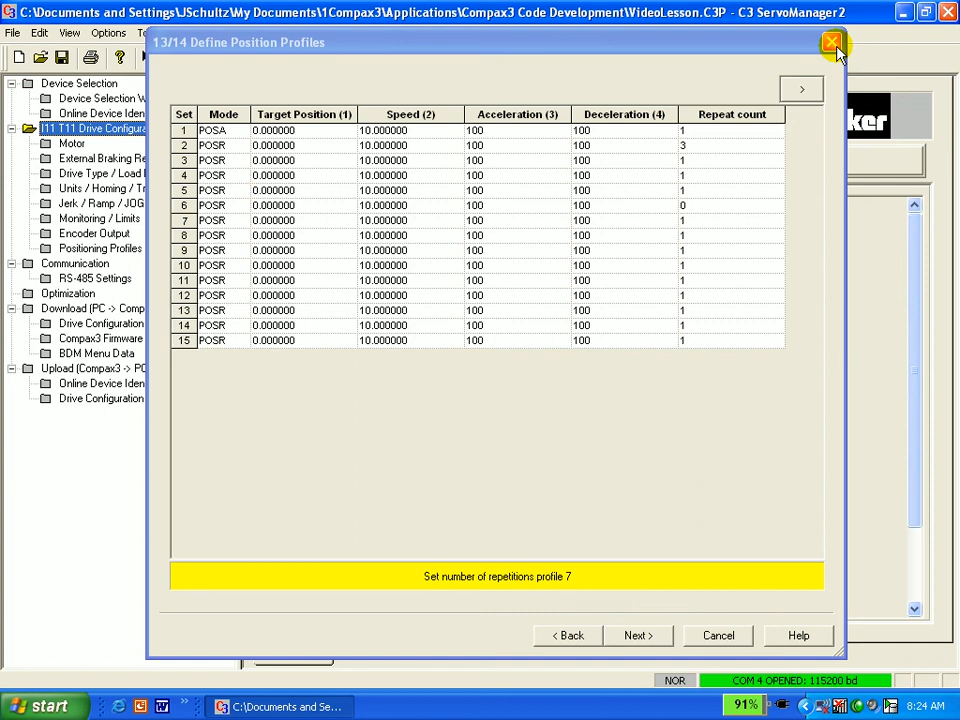 C:\Documents and Settings\JSchultz\My Documents\1Compax3\Applications\Compax3 Code Development\VideoLesson.C3P - C3 ServoManager2
File Edit View Options
13/14 Define Position Profiles
>
Set Mode Target Position (1) Speed (2) Acceleration (3) Deceleration (4) Repeat count
1 POSA 0.000000 10.000000 100 100 1
2 POSR 0.000000 10.000000 100 100 3
3 POSR 0.000000 10.000000 100 100 1
4 POSR 0.000000 10.000000 100 100 1
5 POSR 0.000000 10.000000 100 100 1
6 POSR 0.000000 10.000000 100 100 0
7 POSR 0.000000 10.000000 100 100 1
8 POSR 0.000000 10.000000 100 100 1
9 POSR 0.000000 10.000000 100 100 1
10 POSR 0.000000 10.000000 100 100 1
11 POSR 0.000000 10.000000 100 100 1
12 POSR 0.000000 10.000000 100 100 1
13 POSR 0.000000 10.000000 100 100 1
14 POSR 0.000000 10.000000 100 100 1
15 POSR 0.000000 10.000000 100 100 1
Set number of repetitions profile 7
< Back Next > Cancel Help
Device Selection
Device Selection W
Online Device Iden
I11 T11 Drive Configura
Motor
External Braking Re
Drive Type / Load
Units / Homing / Tr
Jerk / Ramp / JOG
Monitoring / Limits
Encoder Output
Positioning Profiles
Communication
RS-485 Settings
Optimization
Download (PC -> Comp
Drive Configuration
Compax3 Firmware
BDM Menu Data
Upload (Compax3 -> PC
Online Device Iden
Drive Configuration
ker
NOR COM 4 OPENED: 115200 bd
start C:\Documents and Se... 91% 8:24 AM